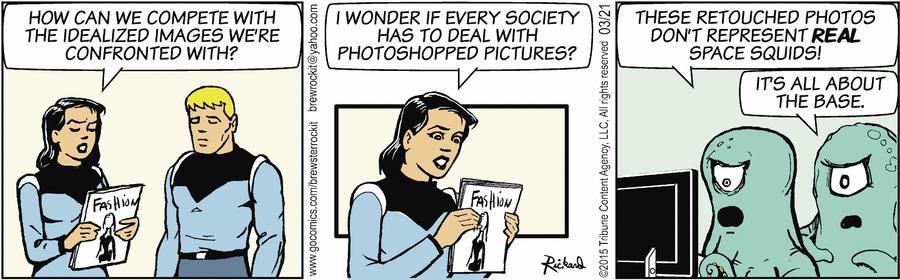 HOW CAN WE COMPETE WITH
THE IDEALIZED IMAGES WE'RE
CONFRONTED WITH?
FASHION
www.gocomics.com/brewsterrockit brewrockit@yahoo.com
I WONDER IF EVERY SOCIETY
HAS TO DEAL WITH
PHOTOSHOPPED PICTURES?
FASHION
Rickard
©2015 Tribune Content Agency, LLC, All rights reserved 03/21
THESE RETOUCHED PHOTOS
DON'T REPRESENT REAL
SPACE SQUIDS!
IT'S ALL ABOUT
THE BASE.